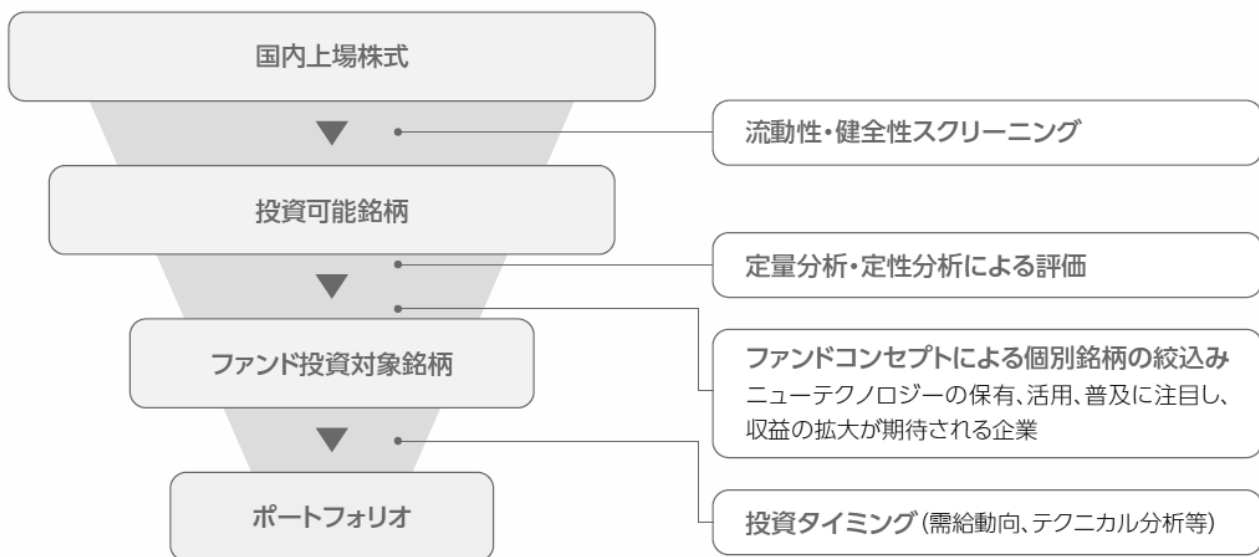 国内上場株式
流動性・健全性スクリーニング
投資可能銘柄
定量分析・定性分析による評価
ファンド投資対象銘柄
ファンドコンセプトによる個別銘柄の絞込み
ニューテクノロジーの保有、活用、普及に注目し、
収益の拡大が期待される企業
ポートフォリオ
投資タイミング(需給動向、テクニカル分析等)